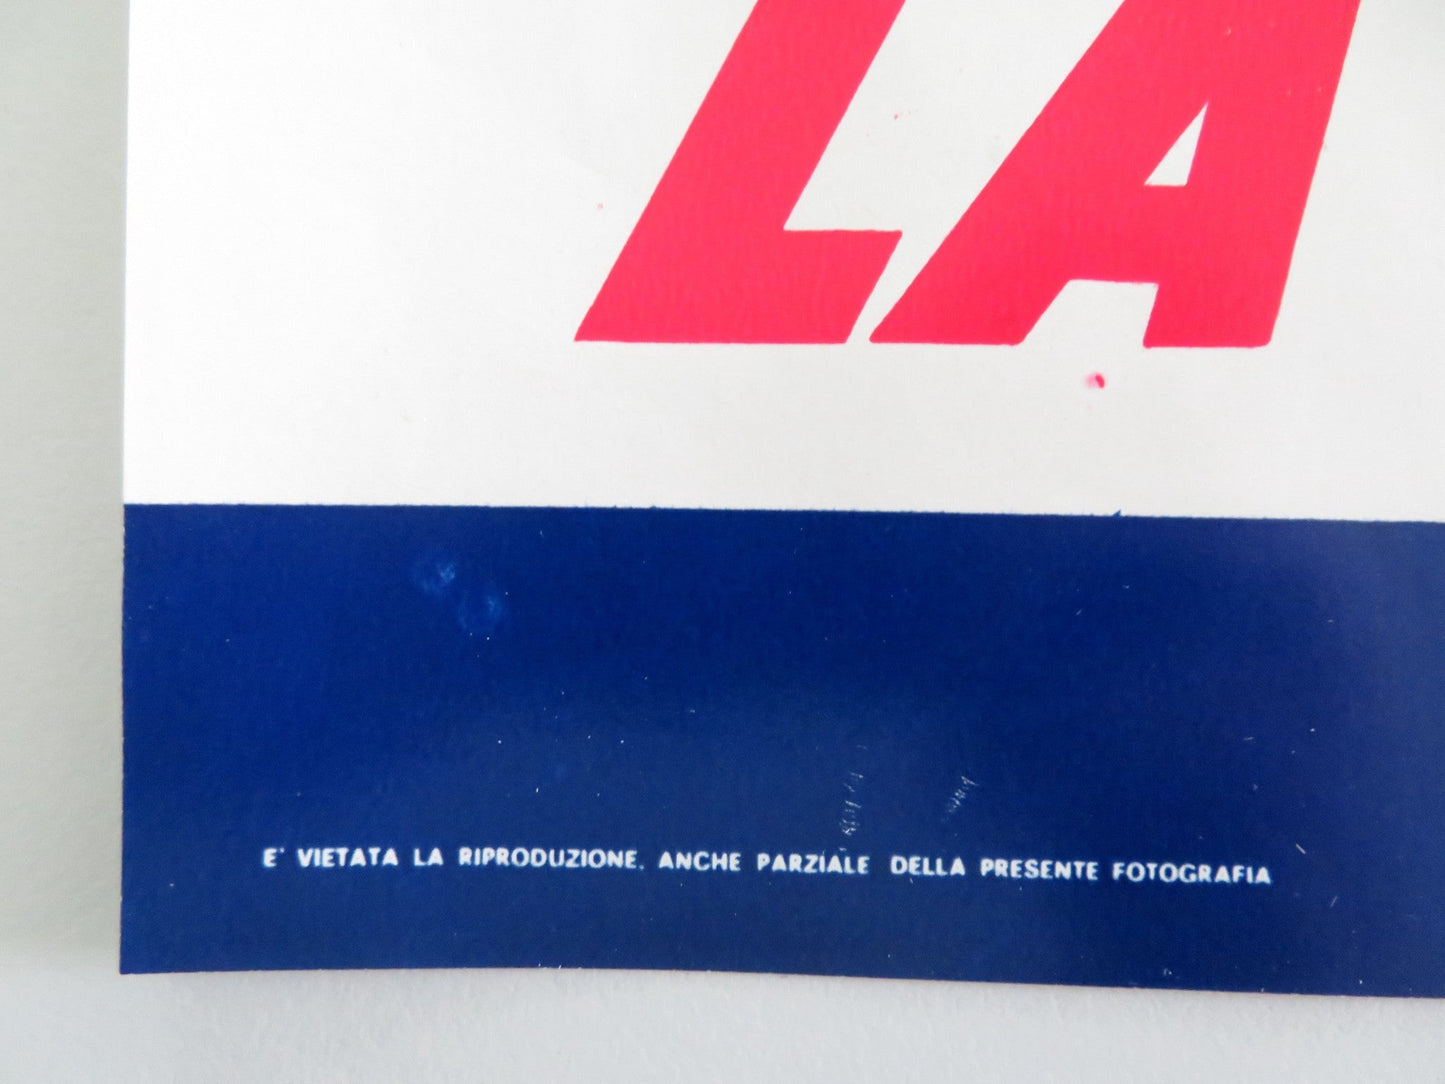 LA
E' VIETATA LA RIPRODUZIONE. ANCHE PARZIALE DELLA PRESENTE FOTOGRAFIA